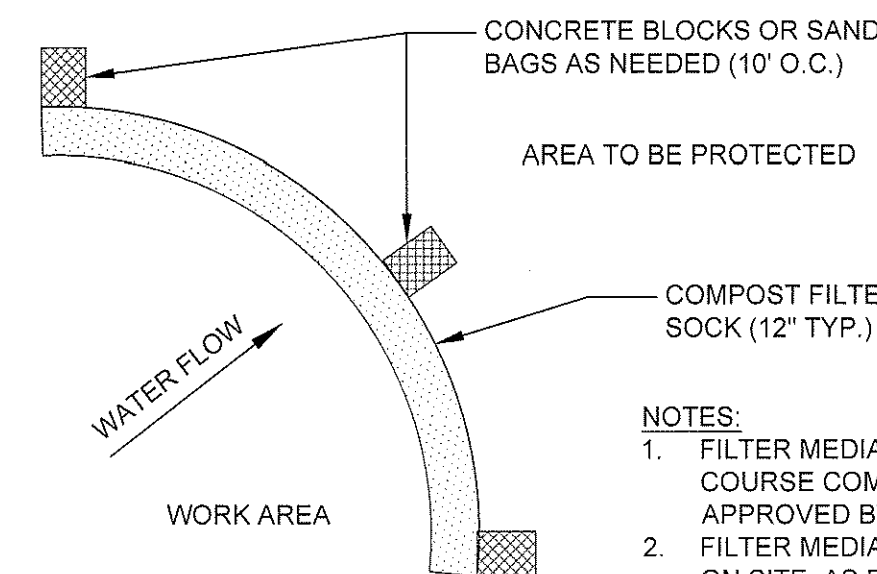 CONCRETE BLOCKS OR SAND
BAGS AS NEEDED (10' O.C.)
AREA TO BE PROTECTED
COMPOST FILTE
SOCK (12" TYP.)
WATER FLOW
WORK AREA
NOTES:
1. FILTER MEDIA
COURSE COM
APPROVED B
2. FILTER MEDIA